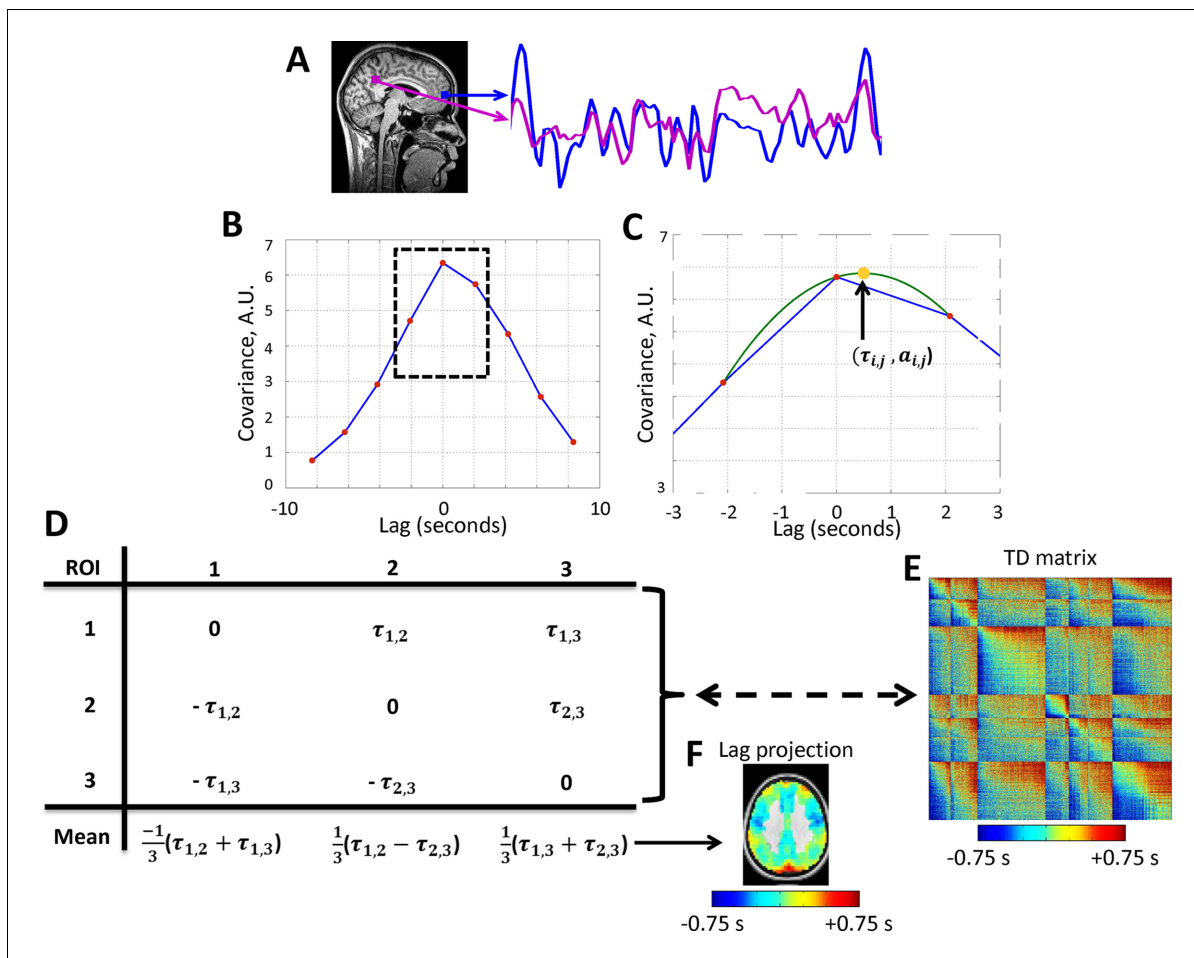 A
B
7
6
5
4
3
2
1
0
Covariance, A.U.
-10 0 10
Lag (seconds)
C
7
3
Covariance, A.U.
(τi,j , ai,j)
-3 -2 -1 0 1 2 3
Lag (seconds)
D
ROI 1 2 3
1 0 τ1,2 τ1,3
2 - τ1,2 0 τ2,3
3 - τ1,3 - τ2,3 0
Mean -1/3(τ1,2 + τ1,3) 1/3(τ1,2 − τ2,3) 1/3(τ1,3 + τ2,3)
E
TD matrix
-0.75 s +0.75 s
F
Lag projection
-0.75 s +0.75 s